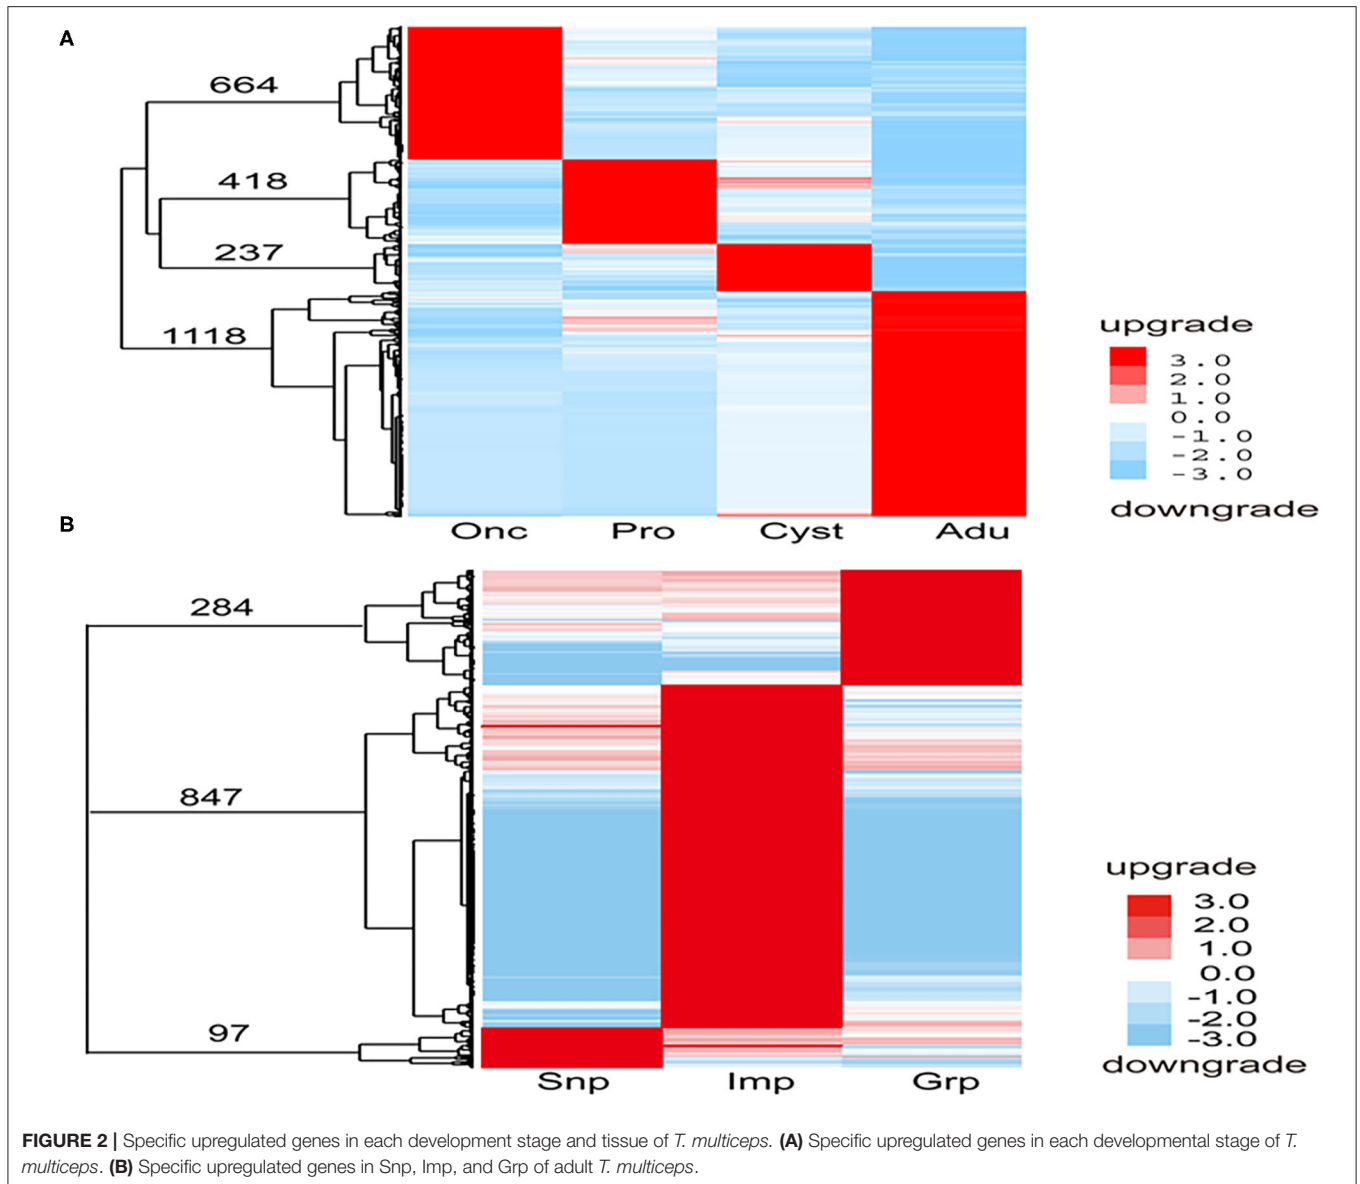 A
664
418
237
1118
upgrade
3.0
2.0
1.0
0.0
-1.0
-2.0
-3.0
downgrade
Onc Pro Cyst Adu
B
284
847
97
upgrade
3.0
2.0
1.0
0.0
-1.0
-2.0
-3.0
downgrade
Snp Imp Grp
FIGURE 2 | Specific upregulated genes in each development stage and tissue of T. multiceps. (A) Specific upregulated genes in each developmental stage of T.
multiceps. (B) Specific upregulated genes in Snp, Imp, and Grp of adult T. multiceps.